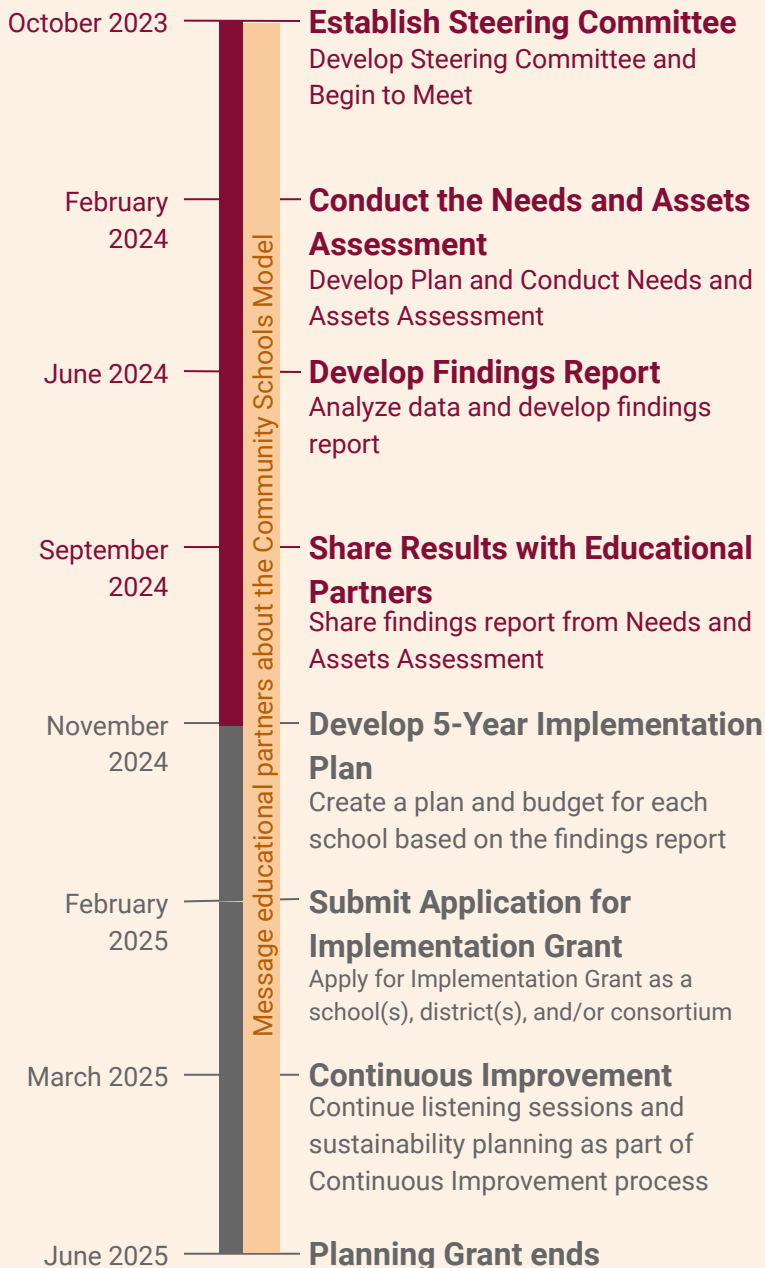 October 2023
Establish Steering Committee
Develop Steering Committee and
Begin to Meet
February
2024
Conduct the Needs and Assets
Assessment
Develop Plan and Conduct Needs and
Assets Assessment
June 2024
Develop Findings Report
Analyze data and develop findings
report
September
2024
Share Results with Educational
Partners
Share findings report from Needs and
Assets Assessment
November
2024
Develop 5-Year Implementation
Plan
Create a plan and budget for each
school based on the findings report
February
2025
Submit Application for
Implementation Grant
Apply for Implementation Grant as a
school(s), district(s), and/or consortium
March 2025
Continuous Improvement
Continue listening sessions and
sustainability planning as part of
Continuous Improvement process
June 2025
Planning Grant ends
Message educational partners about the Community Schools Model